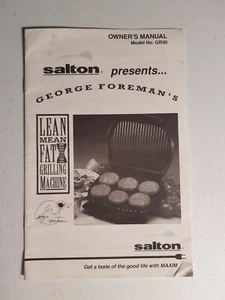 OWNER'S MANUAL
Model No. GR30
salton® presents...
GEORGE FOREMAN'S
LEAN
MEAN
FAT
GRILLING
MACHINE
salton®
Get a taste of the good life with MAXIM